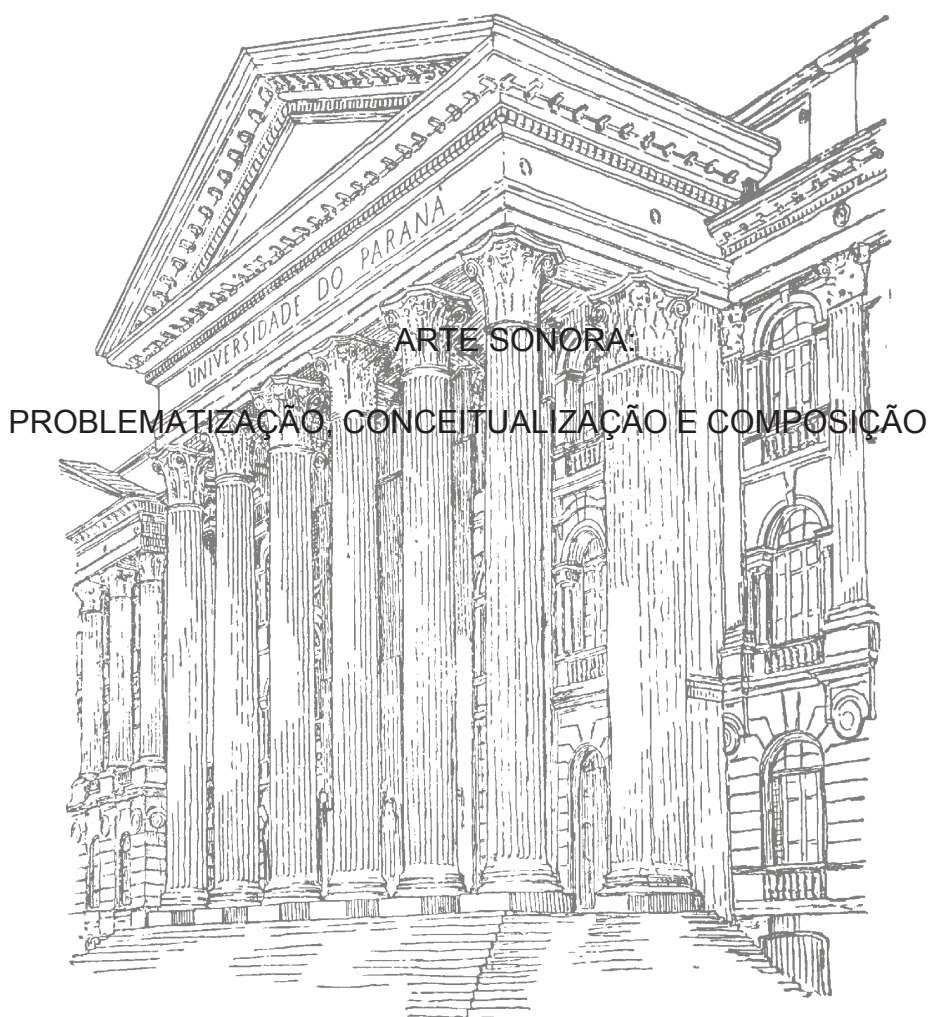 UNIVERSIDADE DO PARANÁ
ARTE SONORA:
PROBLEMATIZAÇÃO, CONCEITUALIZAÇÃO E COMPOSIÇÃO